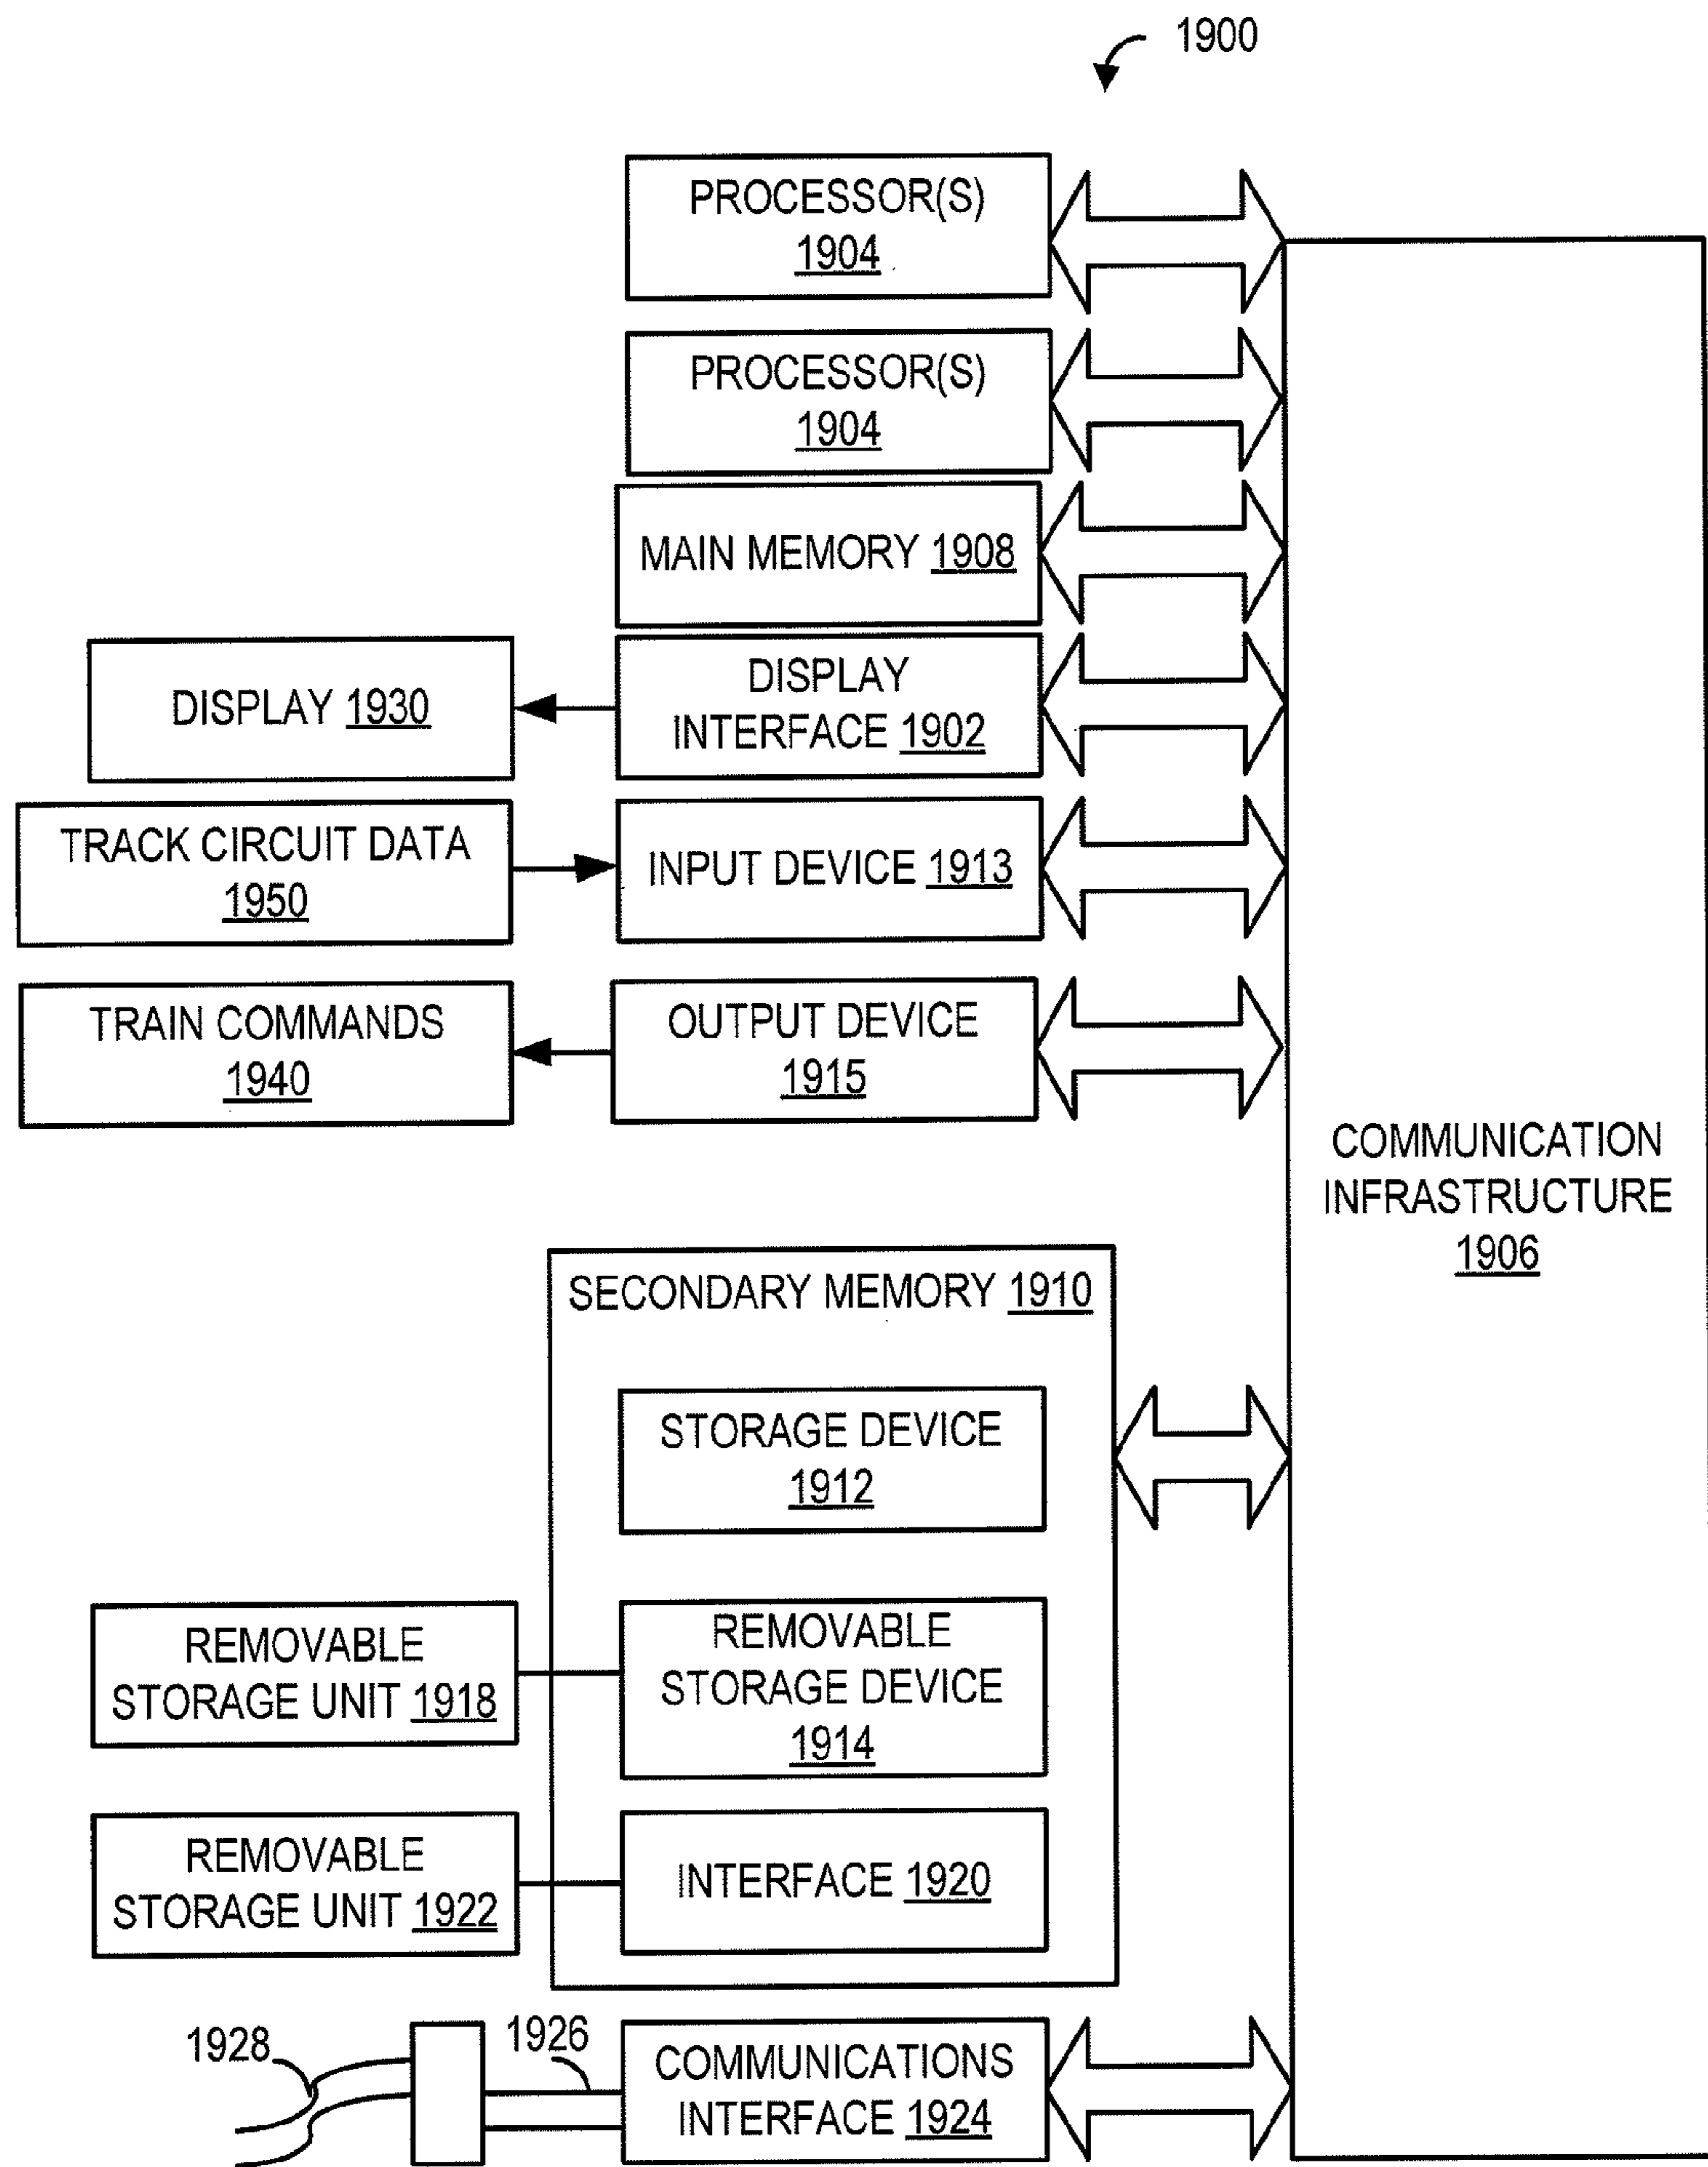 1900
PROCESSOR(S)
1904
PROCESSOR(S)
1904
MAIN MEMORY 1908
DISPLAY 1930
DISPLAY
INTERFACE 1902
TRACK CIRCUIT DATA
1950
INPUT DEVICE 1913
TRAIN COMMANDS
1940
OUTPUT DEVICE
1915
COMMUNICATION
INFRASTRUCTURE
1906
SECONDARY MEMORY 1910
STORAGE DEVICE
1912
REMOVABLE
STORAGE UNIT 1918
REMOVABLE
STORAGE DEVICE
1914
REMOVABLE
STORAGE UNIT 1922
INTERFACE 1920
1928
1926
COMMUNICATIONS
INTERFACE 1924